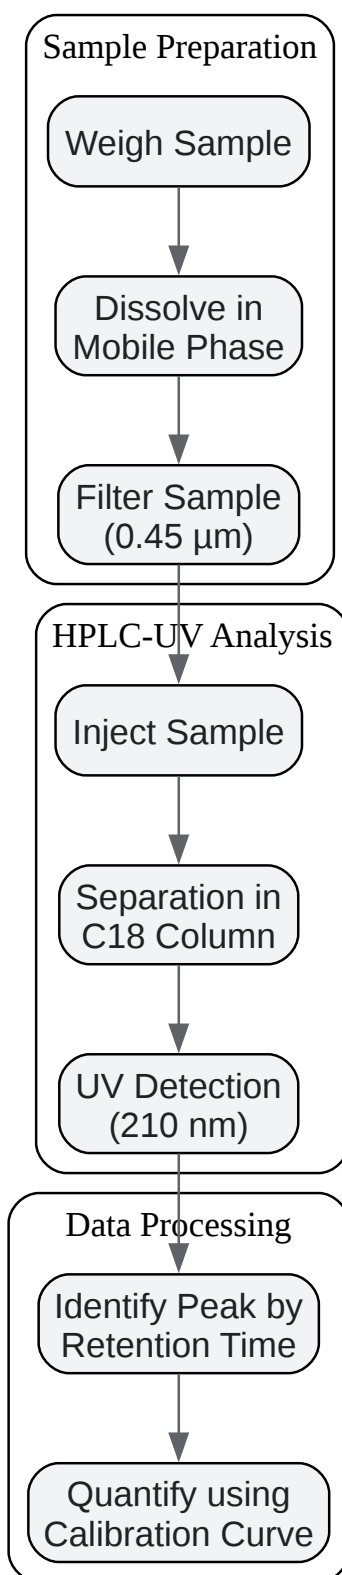 Sample Preparation
Weigh Sample
Dissolve in
Mobile Phase
Filter Sample
(0.45 µm)
HPLC-UV Analysis
Inject Sample
Separation in
C18 Column
UV Detection
(210 nm)
Data Processing
Identify Peak by
Retention Time
Quantify using
Calibration Curve